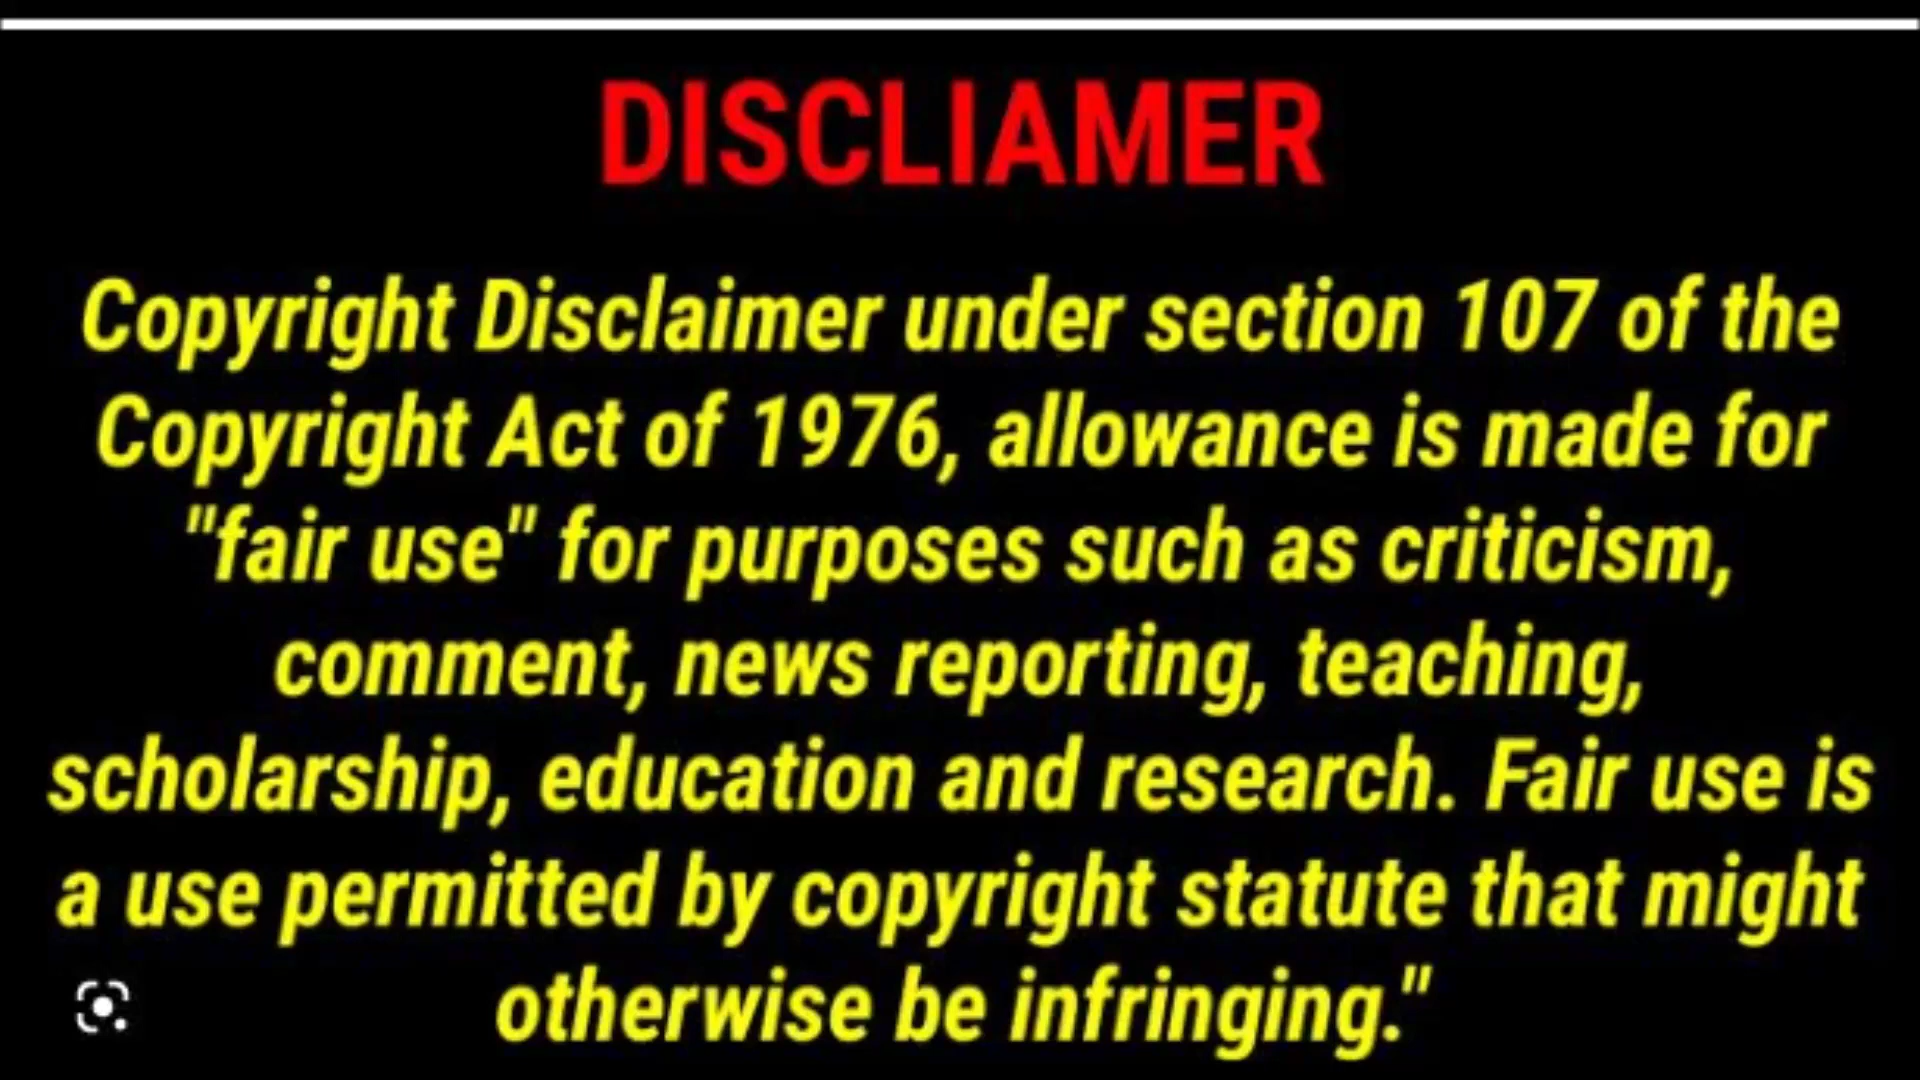 DISCLIAMER
Copyright Disclaimer under section 107 of the
Copyright Act of 1976, allowance is made for
"fair use" for purposes such as criticism,
comment, news reporting, teaching,
scholarship, education and research. Fair use is
a use permitted by copyright statute that might
otherwise be infringing."